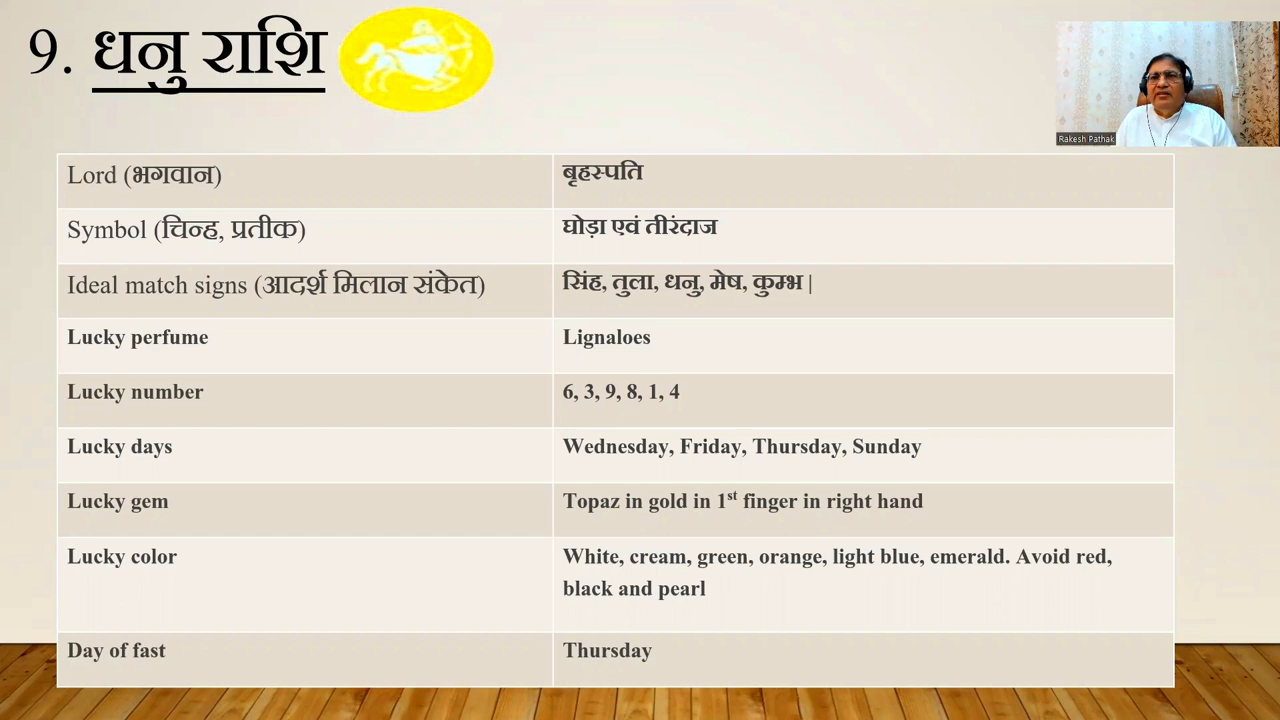 9. धनु राशि
Rakesh Pathak
Lord (भगवान)
बृहस्पति
Symbol (चिन्ह, प्रतीक)
घोड़ा एवं तीरंदाज
Ideal match signs (आदर्श मिलान संकेत)
सिंह, तुला, धनु, मेष, कुम्भ |
Lucky perfume
Lignaloes
Lucky number
6, 3, 9, 8, 1, 4
Lucky days
Wednesday, Friday, Thursday, Sunday
Lucky gem
Topaz in gold in 1st finger in right hand
Lucky color
White, cream, green, orange, light blue, emerald. Avoid red,
black and pearl
Day of fast
Thursday